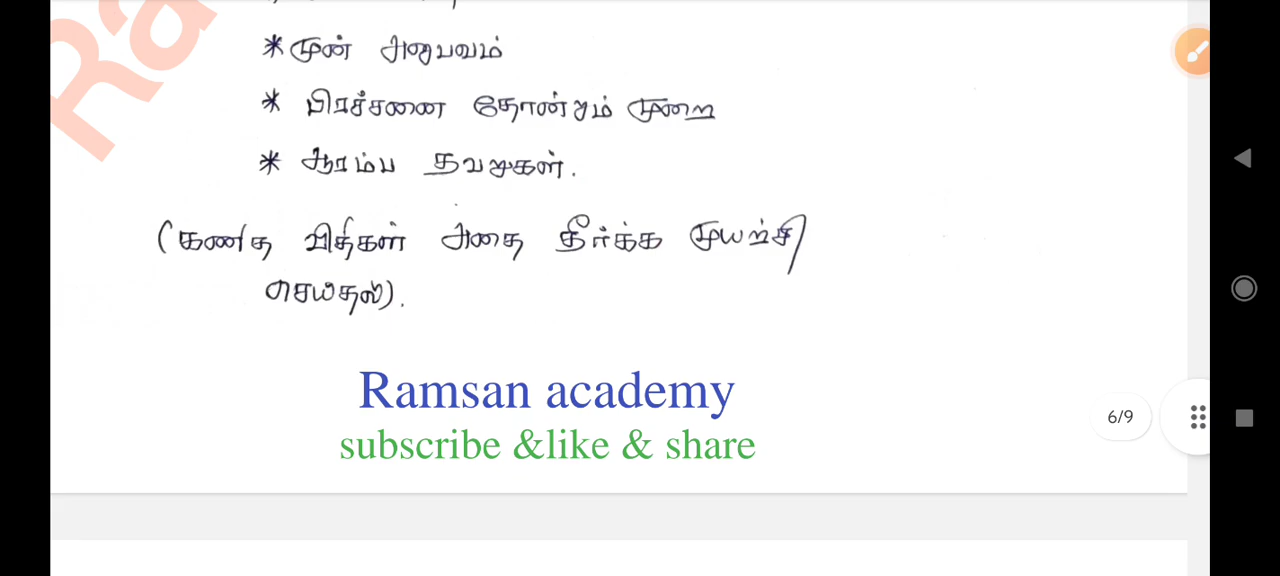 * முன் அனுபவம்
* பிரச்சனை தோன்றும் முறை
* ஆரம்ப தவறுகள்.
(கணித விதிகள் அதை தீர்க்க முயற்சி
செய்தல்).
Ramsan academy
subscribe &like & share
6/9
Ra